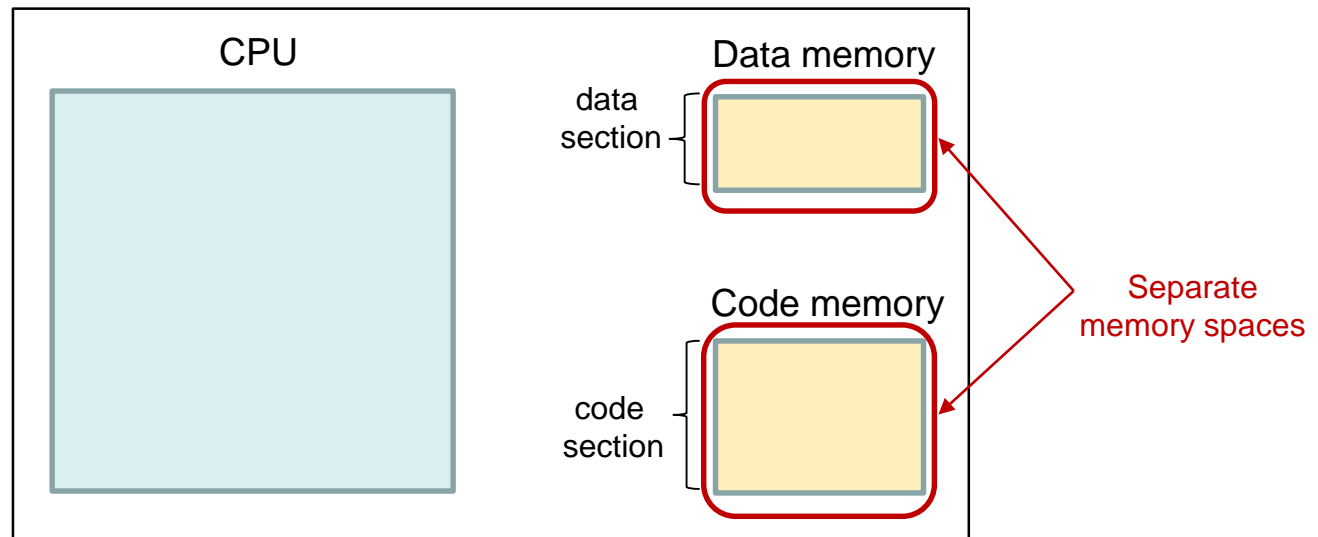 CPU
Data memory
data
section
Code memory
code
section
Separate
memory spaces